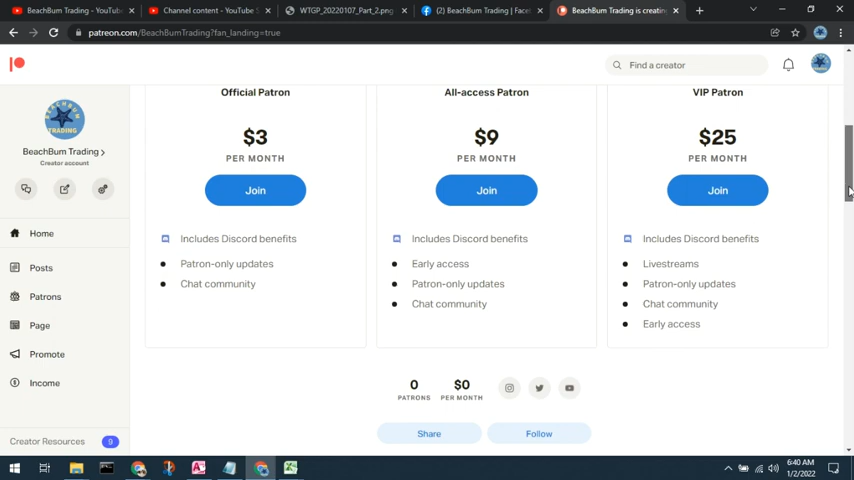 BeachBum Trading - YouTub
Channel content - YouTube S
WTGP_20220107_Part_2.png
(2) BeachBum Trading | Face
BeachBum Trading is creating
patreon.com/BeachBumTrading?fan_landing=true
Find a creator
BEACHBUM
TRADING
BeachBum Trading
Creator account
Home
Posts
Patrons
Page
Promote
Income
Creator Resources 9
Official Patron
$3
PER MONTH
Join
Includes Discord benefits
Patron-only updates
Chat community
All-access Patron
$9
PER MONTH
Join
Includes Discord benefits
Early access
Patron-only updates
Chat community
VIP Patron
$25
PER MONTH
Join
Includes Discord benefits
Livestreams
Patron-only updates
Chat community
Early access
0
PATRONS
$0
PER MONTH
Share
Follow
6:40 AM
1/2/2022